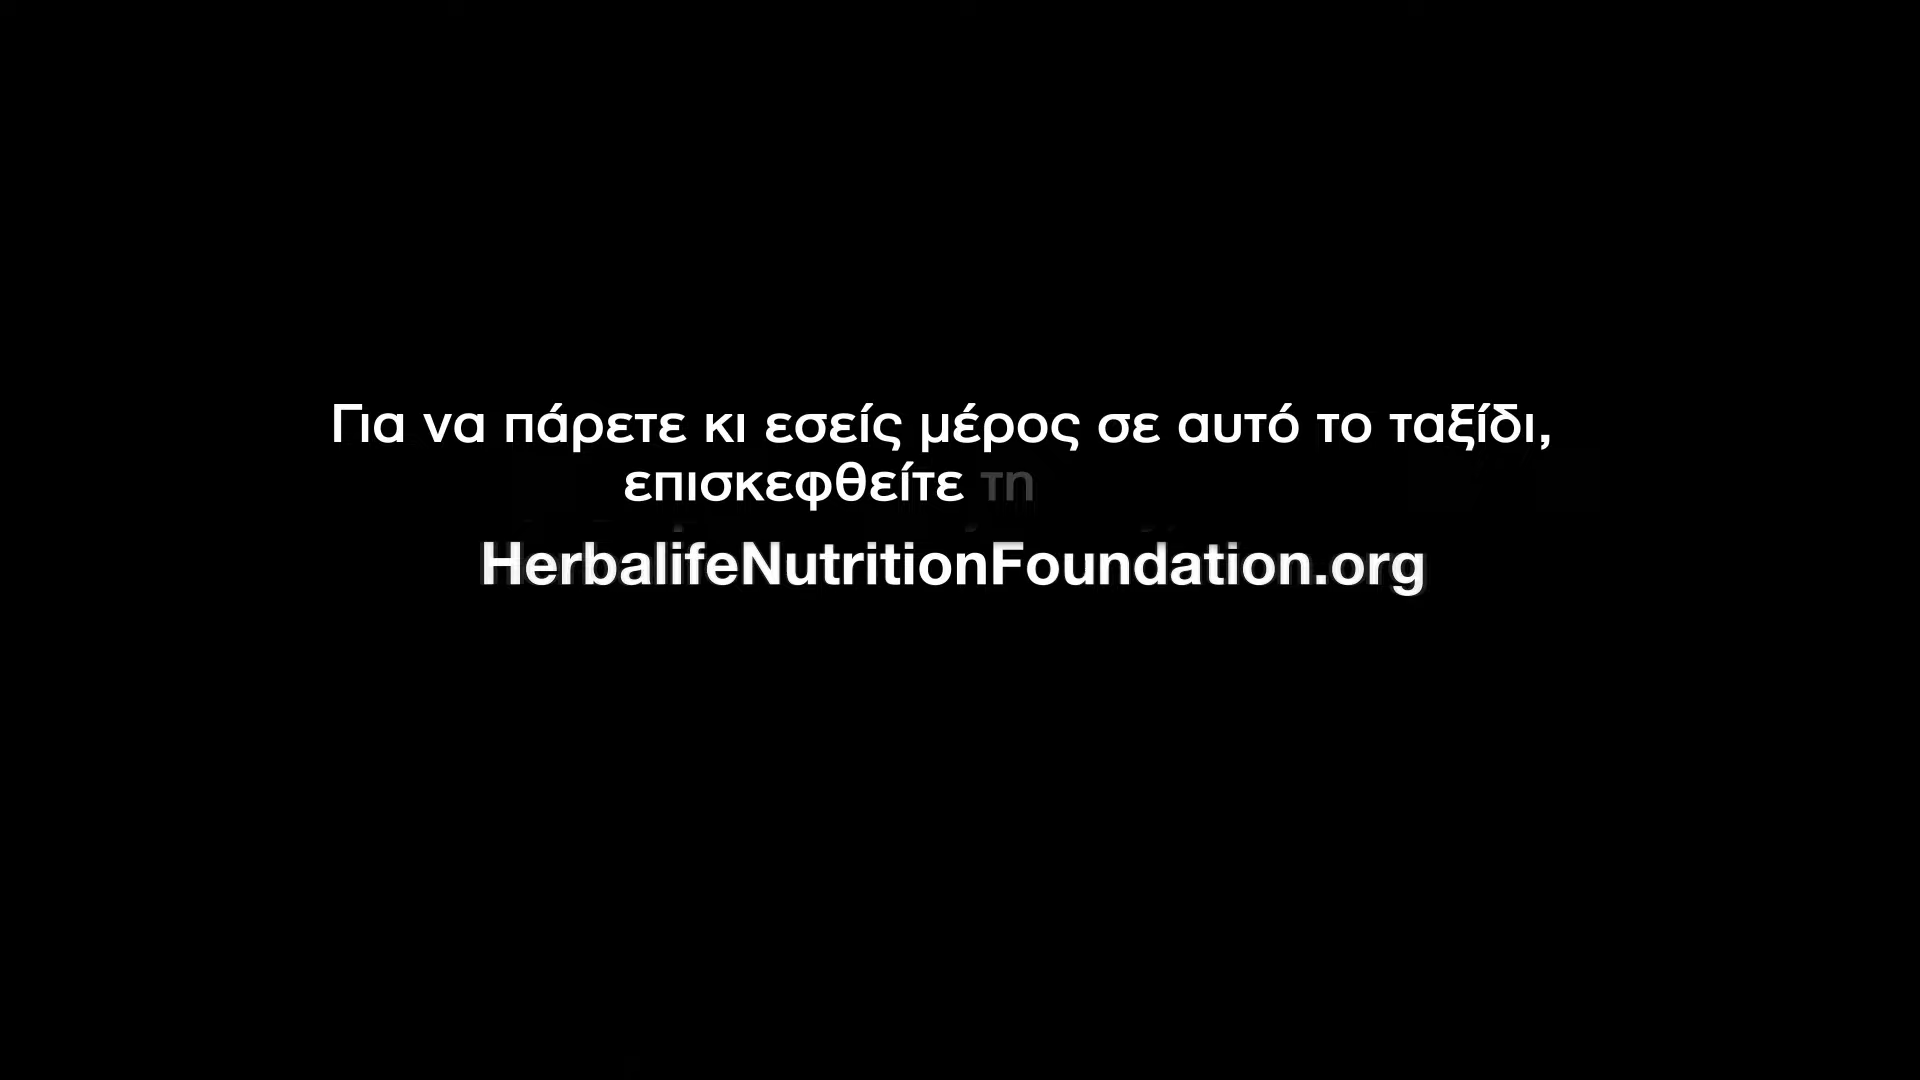 Για να πάρετε κι εσείς μέρος σε αυτό το ταξίδι,
επισκεφθείτε τη
HerbalifeNutritionFoundation.org